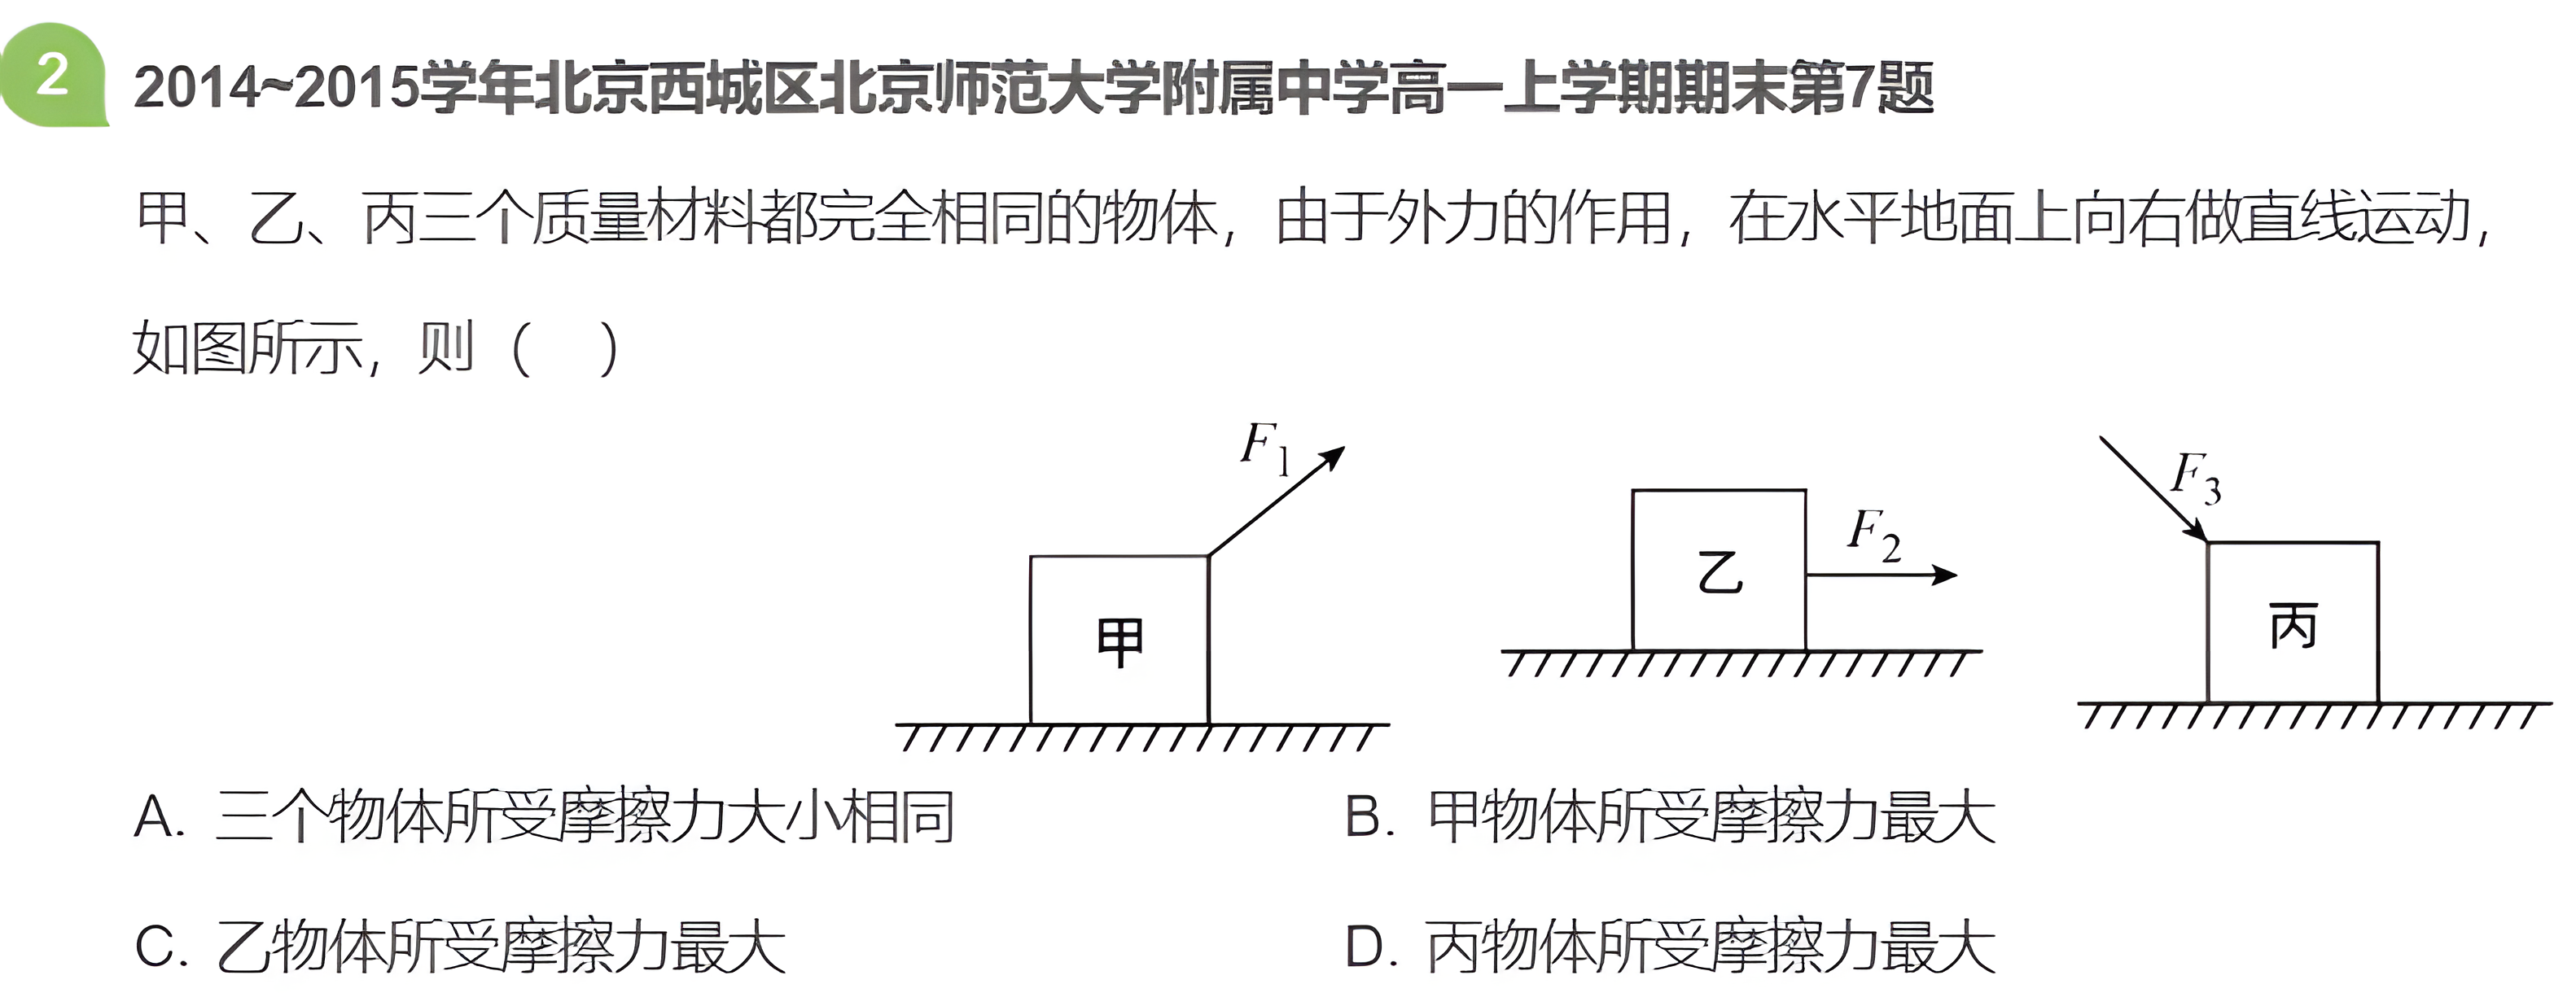 2
2014~2015学年北京西城区北京师范大学附属中学高一上学期期末第7题
甲、乙、丙三个质量材料都完全相同的物体，由于外力的作用，在水平地面上向右做直线运动，
如图所示，则（ ）
F₁
甲
F₂
乙
F₃
丙
A. 三个物体所受摩擦力大小相同
B. 甲物体所受摩擦力最大
C. 乙物体所受摩擦力最大
D. 丙物体所受摩擦力最大